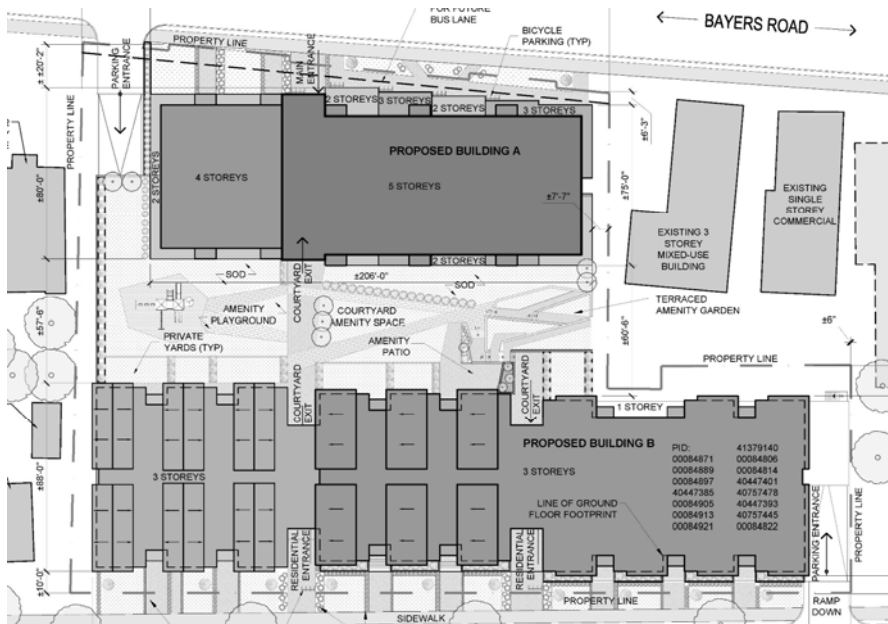 FOR FUTURE
BUS LANE
BAYERS ROAD
BICYCLE
PARKING (TYP)
PROPERTY LINE
±20'-2"
PARKING
ENTRANCE
MAIN
ENTRANCE
PROPERTY LINE
2 STOREYS
3 STOREYS
2 STOREYS
3 STOREYS
±6'-3"
PROPOSED BUILDING A
4 STOREYS
5 STOREYS
2 STOREYS
±80'-0"
±75'-0"
±7'-7"
EXISTING
SINGLE
STOREY
COMMERCIAL
EXISTING 3
STOREY
MIXED-USE
BUILDING
2 STOREYS
SOD
±206'-0"
SOD
COURTYARD
EXIT
TERRACED
AMENITY GARDEN
AMENITY
PLAYGROUND
COURTYARD
AMENITY SPACE
±57'-6"
±60'-6"
±6"
PRIVATE
YARDS (TYP)
AMENITY
PATIO
PROPERTY LINE
COURTYARD
EXIT
COURTYARD
EXIT
1 STOREY
PROPOSED BUILDING B
3 STOREYS
3 STOREYS
PID: 41379140
00084871 00084806
00084889 00084814
00084897 40447401
40447385 40757478
00084905 40447393
00084913 40757445
00084921 00084822
LINE OF GROUND
FLOOR FOOTPRINT
±88'-0"
±10'-0"
RESIDENTIAL
ENTRANCE
RESIDENTIAL
ENTRANCE
PARKING ENTRANCE
PROPERTY LINE
PROPERTY LINE
RAMP
DOWN
SIDEWALK